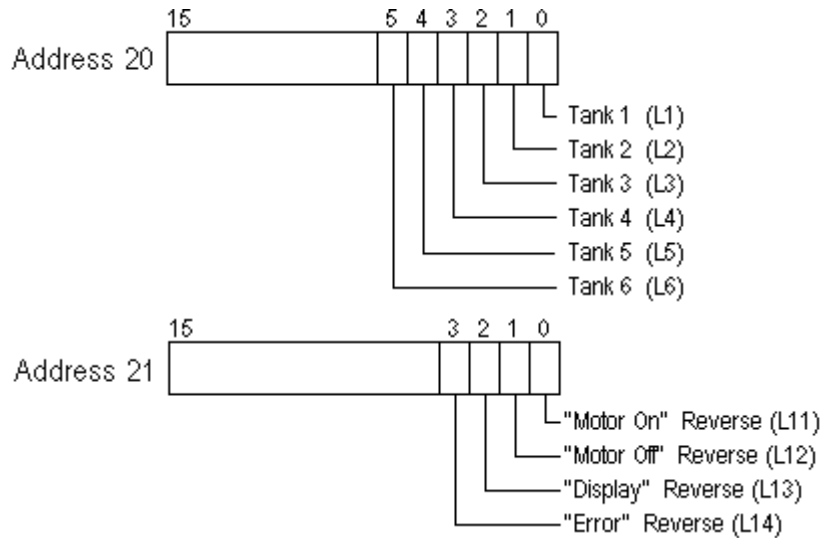 15 5 4 3 2 1 0
Address 20
Tank 1 (L1)
Tank 2 (L2)
Tank 3 (L3)
Tank 4 (L4)
Tank 5 (L5)
Tank 6 (L6)
15 3 2 1 0
Address 21
"Motor On" Reverse (L11)
"Motor Off" Reverse (L12)
"Display" Reverse (L13)
"Error" Reverse (L14)